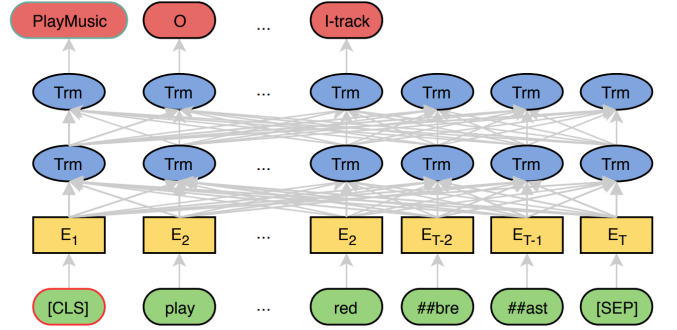 PlayMusic O ... I-track
Trm Trm ... Trm Trm Trm Trm
Trm Trm ... Trm Trm Trm Trm
E1 E2 ... E2 ET-2 ET-1 ET
[CLS] play ... red ##bre ##ast [SEP]